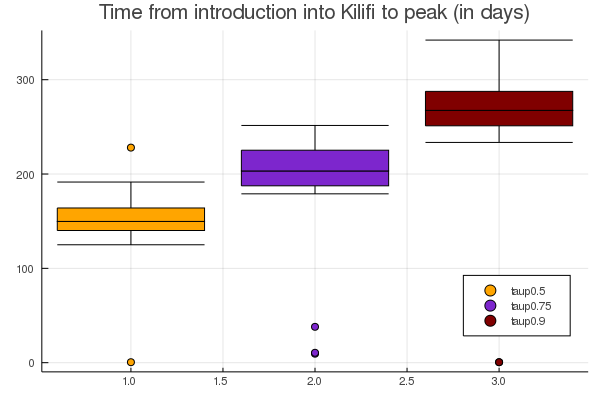 Time from introduction into Kilifi to peak (in days)
300
200
100
0
taup0.5
taup0.75
taup0.9
1.0 1.5 2.0 2.5 3.0